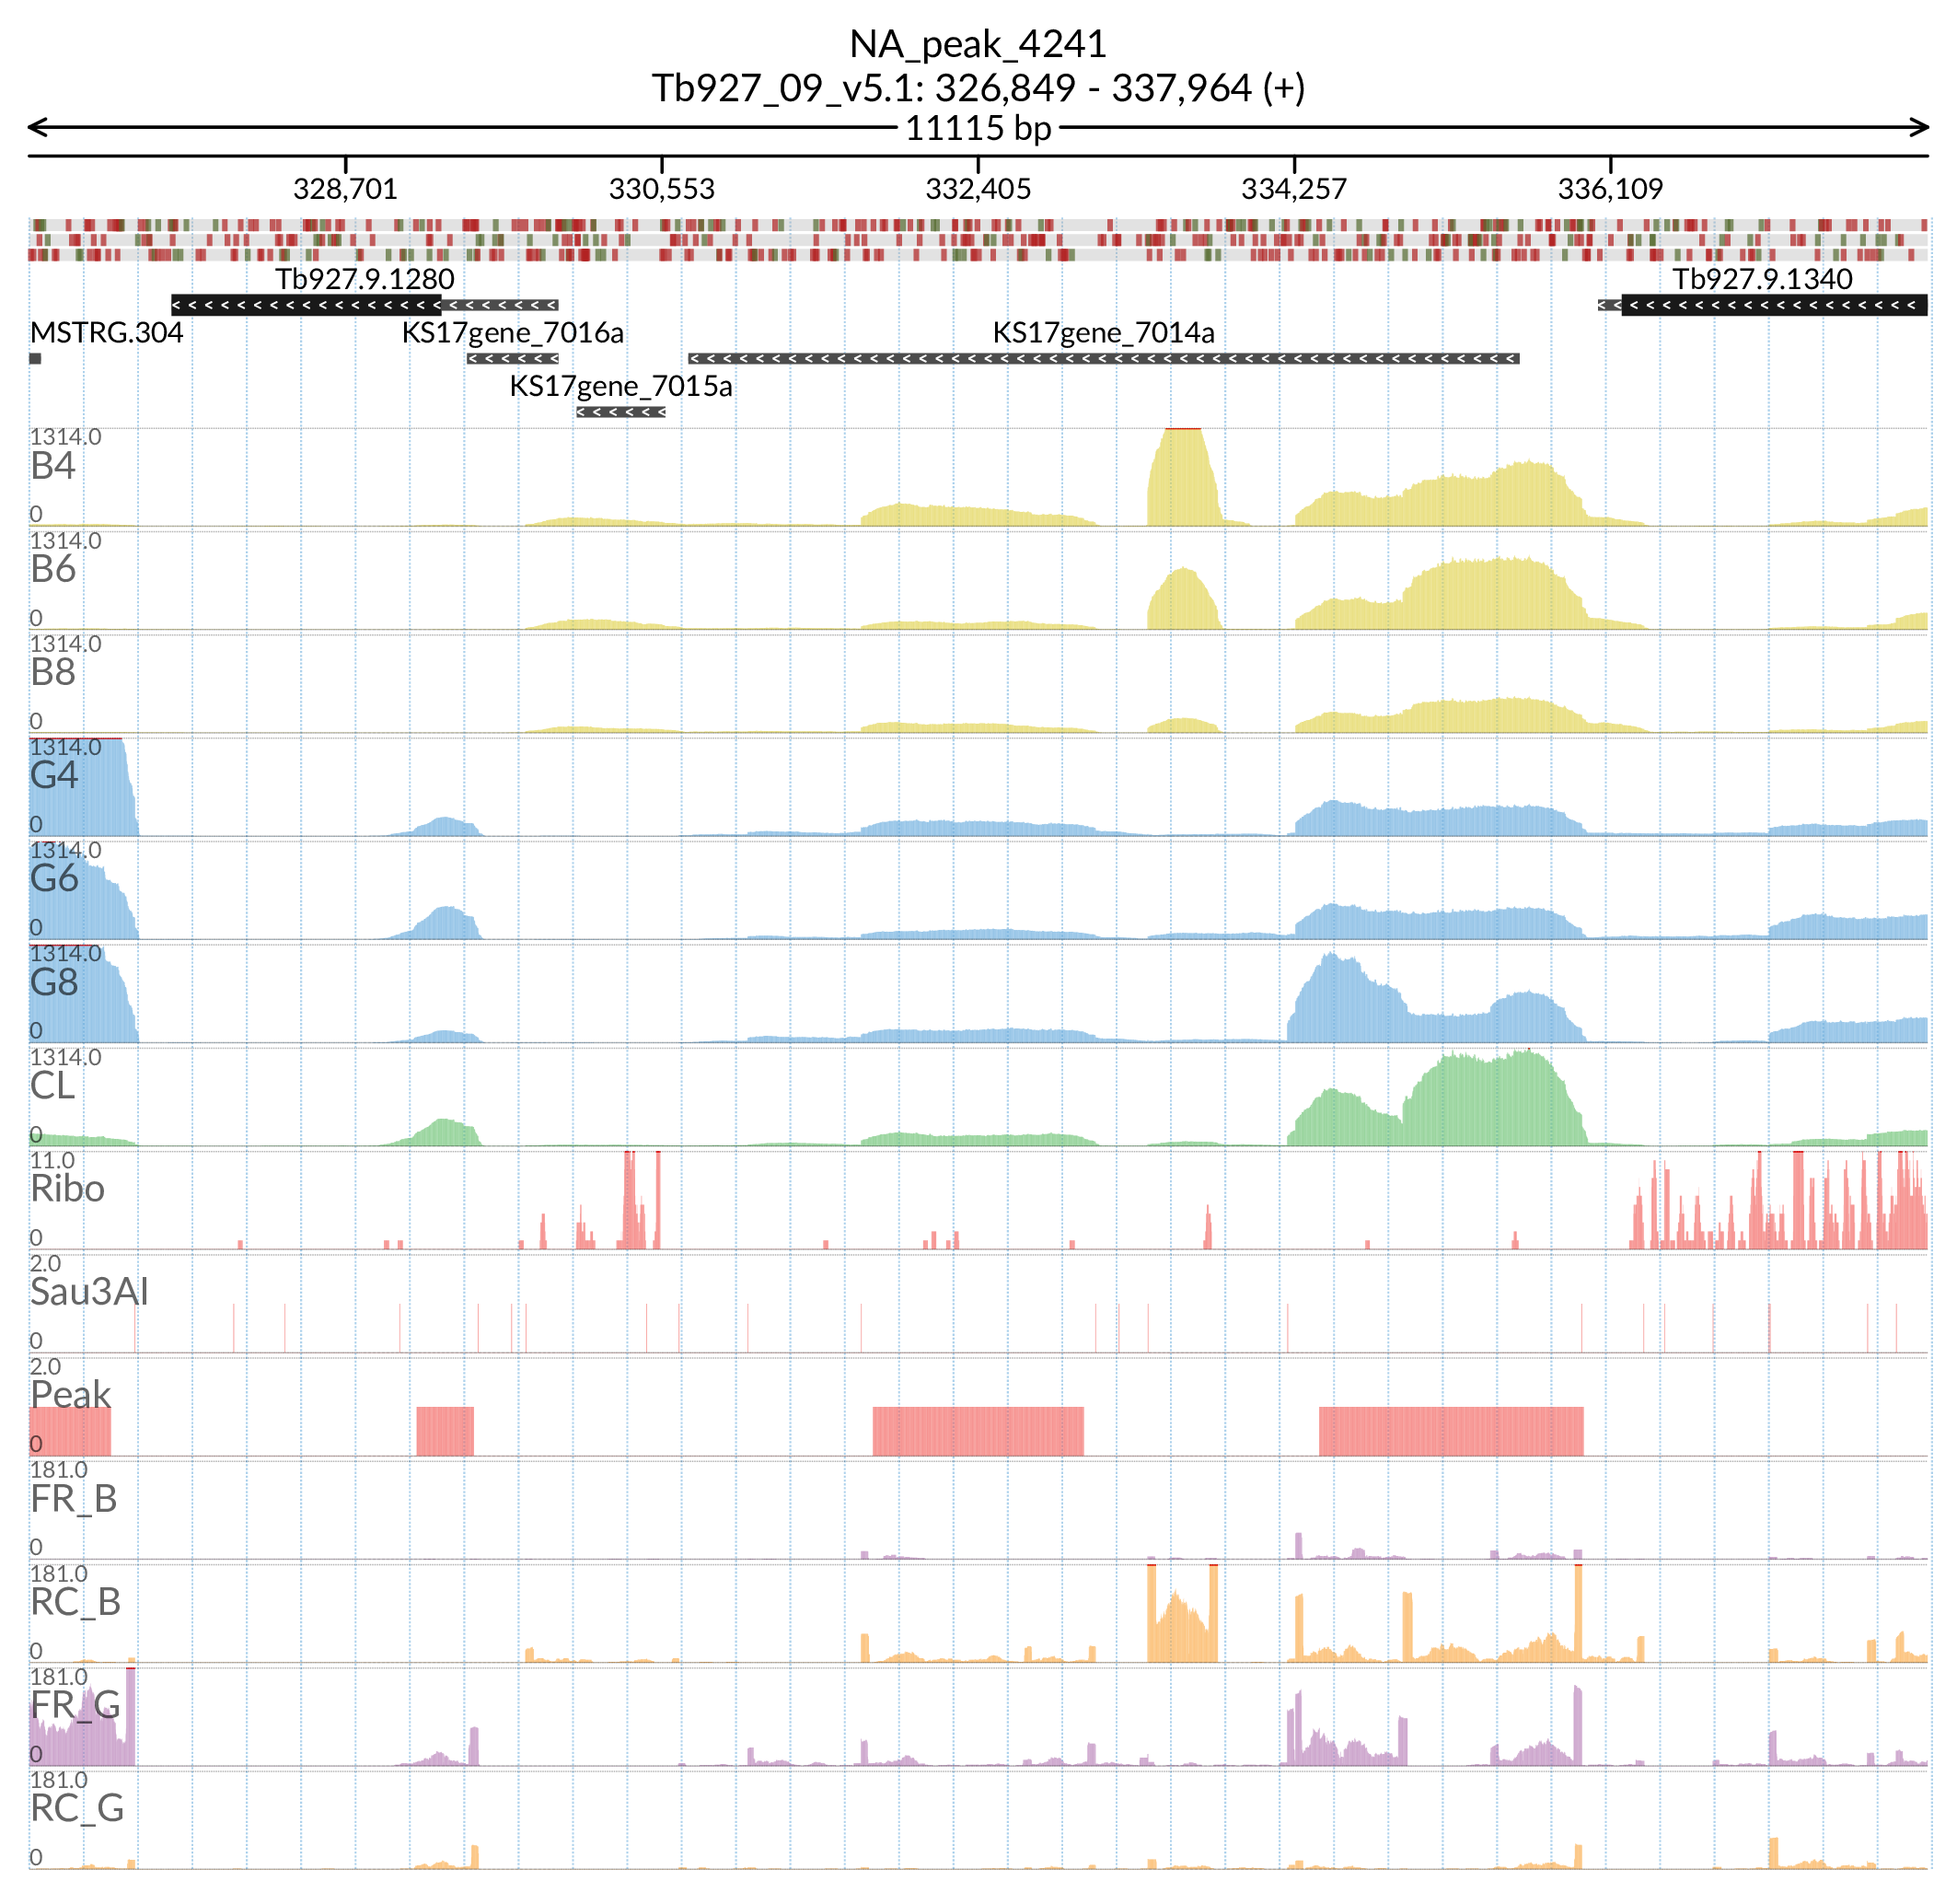 NA_peak_4241
Tb927_09_v5.1: 326,849 - 337,964 (+)
11115 bp
328,701 330,553 332,405 334,257 336,109
Tb927.9.1280 Tb927.9.1340
MSTRG.304 KS17gene_7016a KS17gene_7014a
KS17gene_7015a
1314.0
B4
0
1314.0
B6
0
1314.0
B8
0
1314.0
G4
0
1314.0
G6
0
1314.0
G8
0
1314.0
CL
0
11.0
Ribo
0
2.0
Sau3AI
0
2.0
Peak
0
181.0
FR_B
0
181.0
RC_B
0
181.0
FR_G
0
181.0
RC_G
0